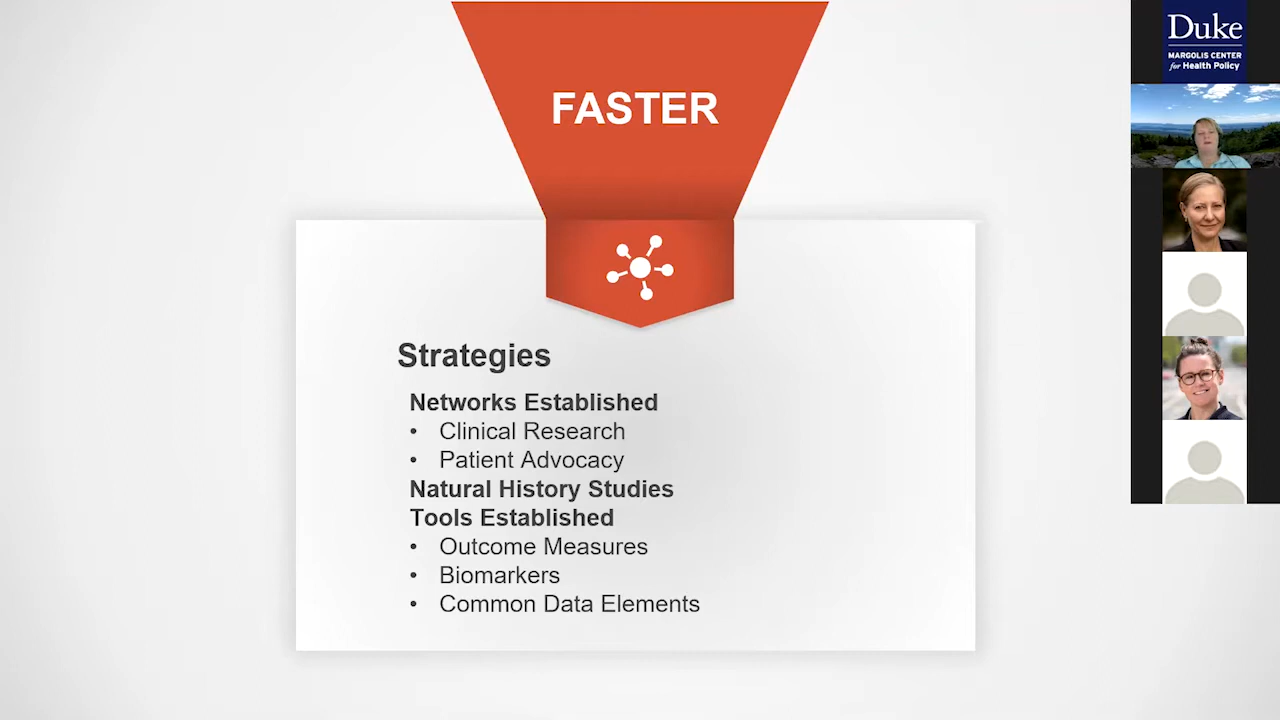 FASTER
Strategies
Networks Established
• Clinical Research
• Patient Advocacy
Natural History Studies
Tools Established
• Outcome Measures
• Biomarkers
• Common Data Elements
Duke
MARGOLIS CENTER
for Health Policy